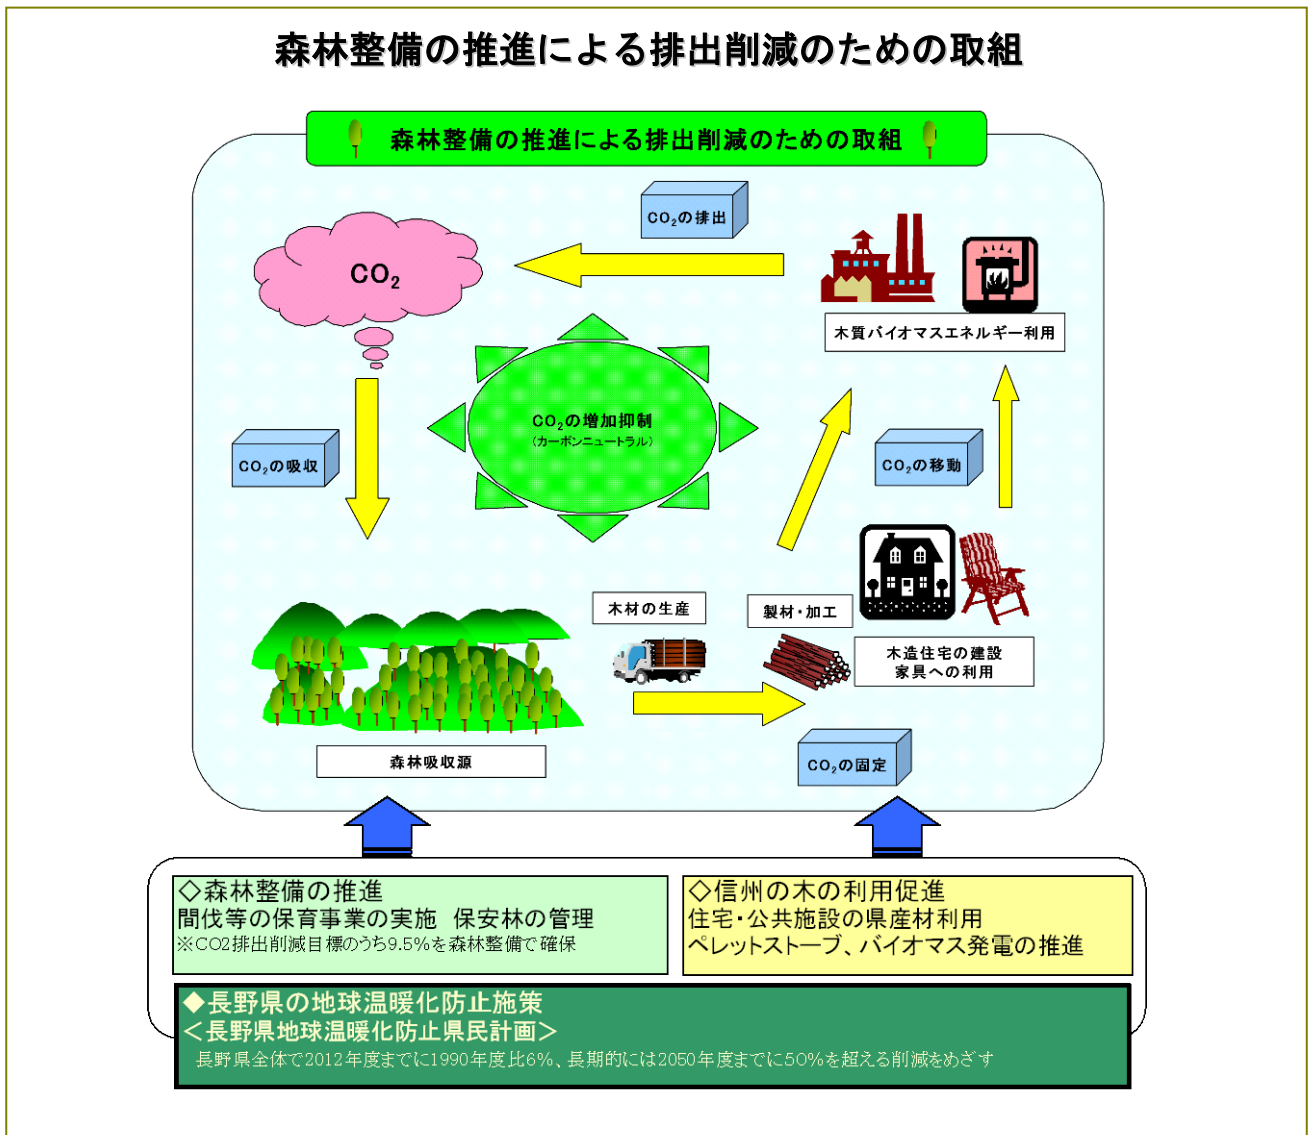 森林整備の推進による排出削減のための取組
森林整備の推進による排出削減のための取組
CO₂の排出
CO₂
木質バイオマスエネルギー利用
CO₂の増加抑制
（カーボンニュートラル）
CO₂の吸収
CO₂の移動
木材の生産
製材・加工
木造住宅の建設
家具への利用
森林吸収源
CO₂の固定
◇森林整備の推進
間伐等の保育事業の実施 保安林の管理
※CO2排出削減目標のうち9.5%を森林整備で確保
◇信州の木の利用促進
住宅・公共施設の県産材利用
ペレットストーブ、バイオマス発電の推進
◆長野県の地球温暖化防止施策
＜長野県地球温暖化防止県民計画＞
長野県全体で2012年度までに1990年度比6%、長期的には2050年度までに50%を超える削減をめざす